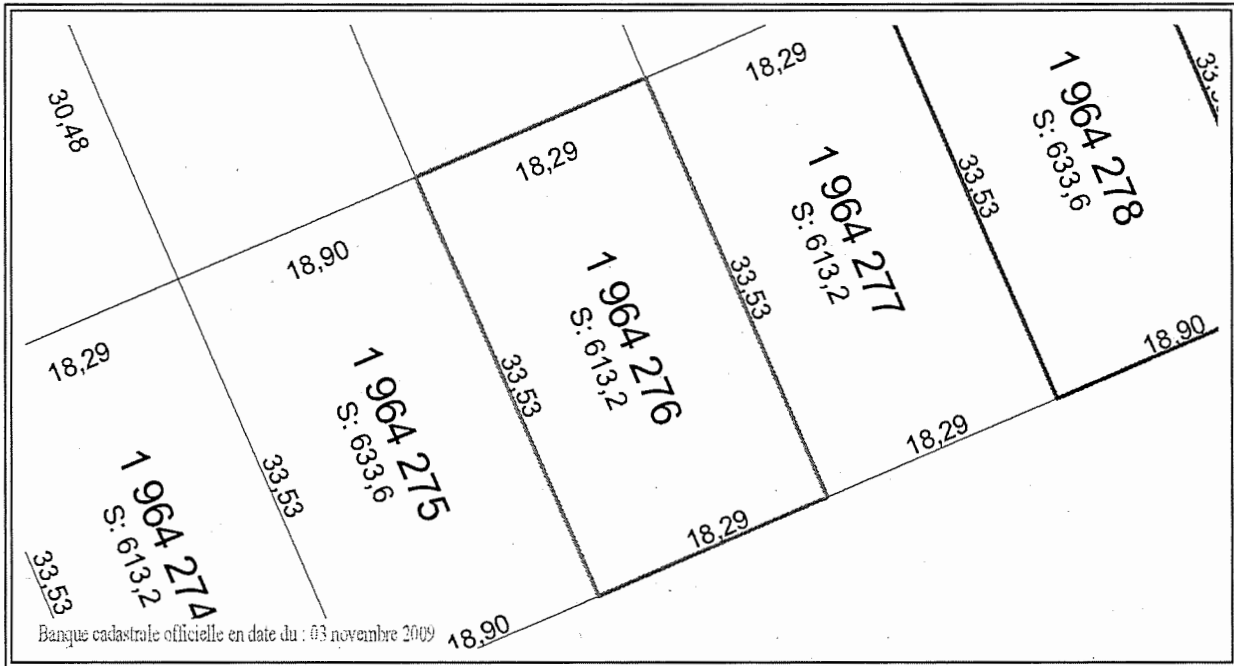 30,48
18,29
18,90
18,29
18,29
1 964 274
S: 613,2
33,53
33,53
1 964 275
S: 633,6
33,53
1 964 276
S: 613,2
33,53
1 964 277
S: 613,2
33,53
1 964 278
S: 633,6
18,90
18,29
18,29
18,90
Banque cadastrale officielle en date du : 03 novembre 2009